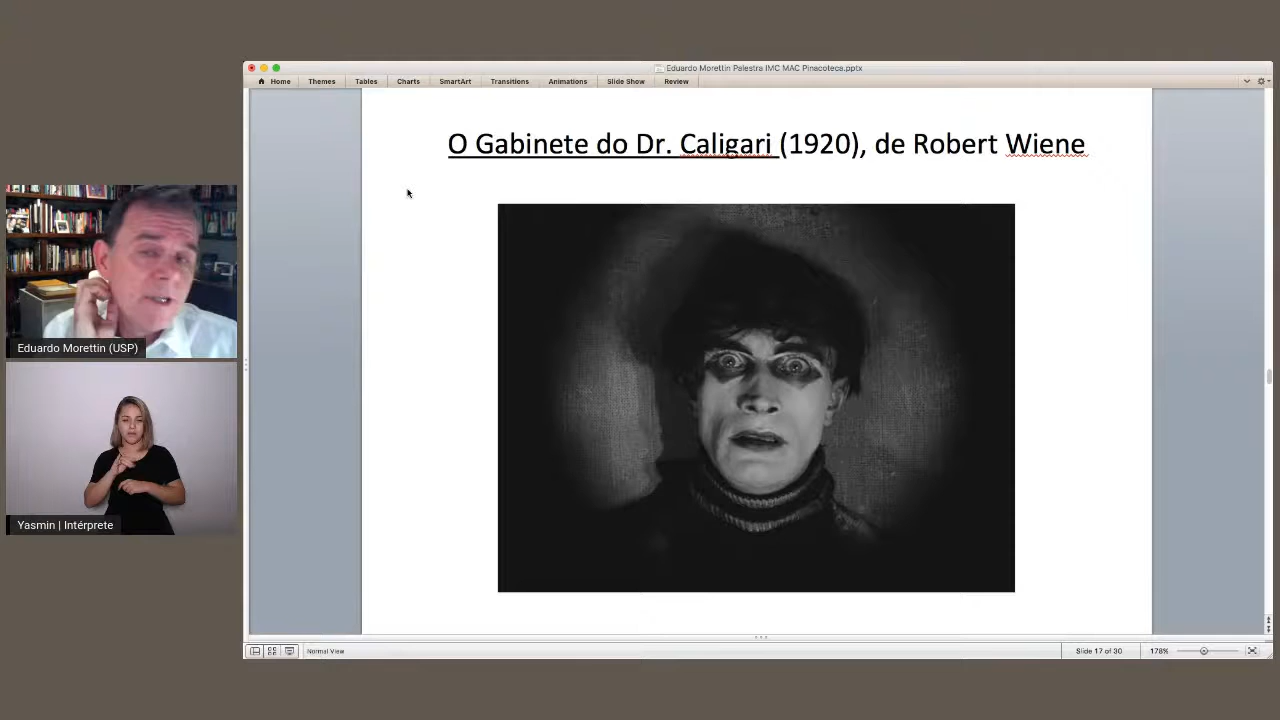 Eduardo Morettin Palestra IMC MAC Pinacoteca.pptx
Home Themes Tables Charts SmartArt Transitions Animations Slide Show Review
O Gabinete do Dr. Caligari (1920), de Robert Wiene
Eduardo Morettin (USP)
Yasmin | Intérprete
Normal View Slide 17 of 30 178%